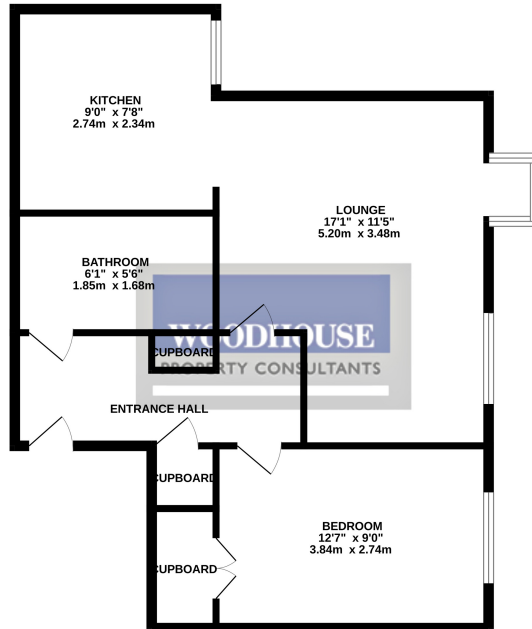 KITCHEN
9'0" x 7'8"
2.74m x 2.34m
LOUNGE
17'1" x 11'5"
5.20m x 3.48m
BATHROOM
6'1" x 5'6"
1.85m x 1.68m
WOODHOUSE
CUPBOARD
PROPERTY CONSULTANTS
ENTRANCE HALL
CUPBOARD
BEDROOM
12'7" x 9'0"
3.84m x 2.74m
CUPBOARD